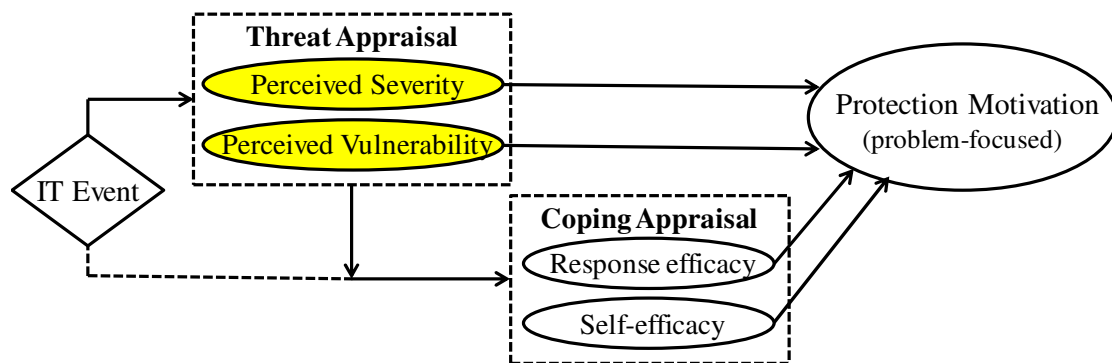 Threat Appraisal
Perceived Severity
Perceived Vulnerability
Protection Motivation
(problem-focused)
IT Event
Coping Appraisal
Response efficacy
Self-efficacy